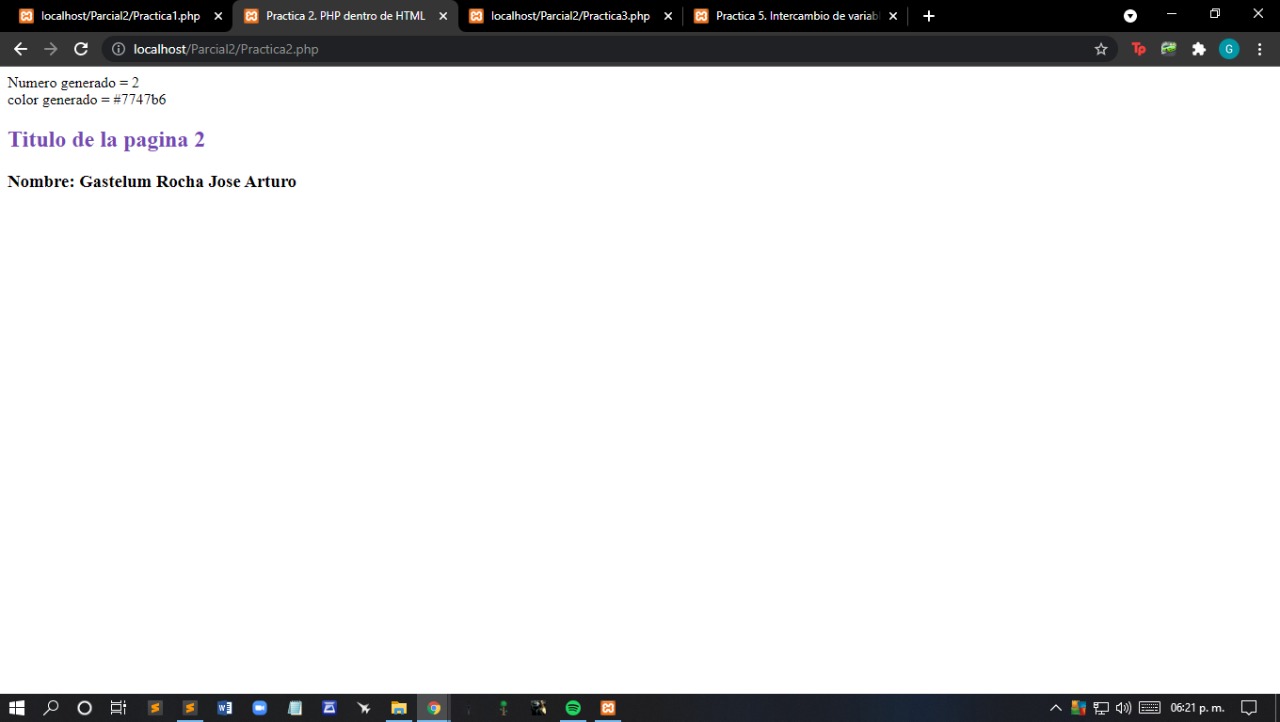 localhost/Parcial2/Practica1.php
Practica 2. PHP dentro de HTML
localhost/Parcial2/Practica3.php
Practica 5. Intercambio de variab
localhost/Parcial2/Practica2.php
Tp
G
Numero generado = 2
color generado = #7747b6
Titulo de la pagina 2
Nombre: Gastelum Rocha Jose Arturo
06:21 p. m.